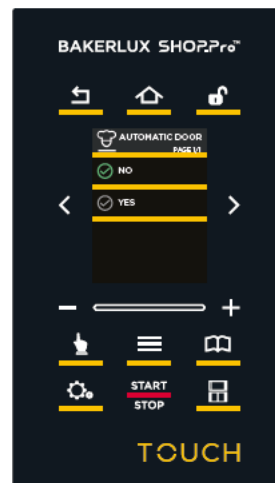 BAKERLUX SHOP.Pro™
AUTOMATIC DOOR
PAGE 1/1
NO
YES
START
STOP
TOUCH